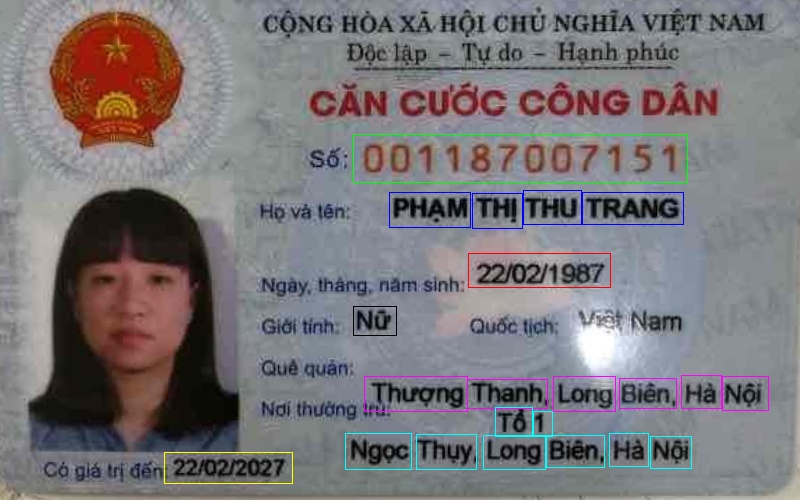 CỘNG HÒA XÃ HỘI CHỦ NGHĨA VIỆT NAM
Độc lập – Tự do – Hạnh phúc
CĂN CƯỚC CÔNG DÂN
Số: 001187007151
Họ và tên: PHẠM THỊ THU TRANG
Ngày, tháng, năm sinh: 22/02/1987
Giới tính: Nữ Quốc tịch: Việt Nam
Quê quán:
Thượng Thanh, Long Biên, Hà Nội
Nơi thường trú: Tổ 1
Ngọc Thụy, Long Biên, Hà Nội
Có giá trị đến: 22/02/2027